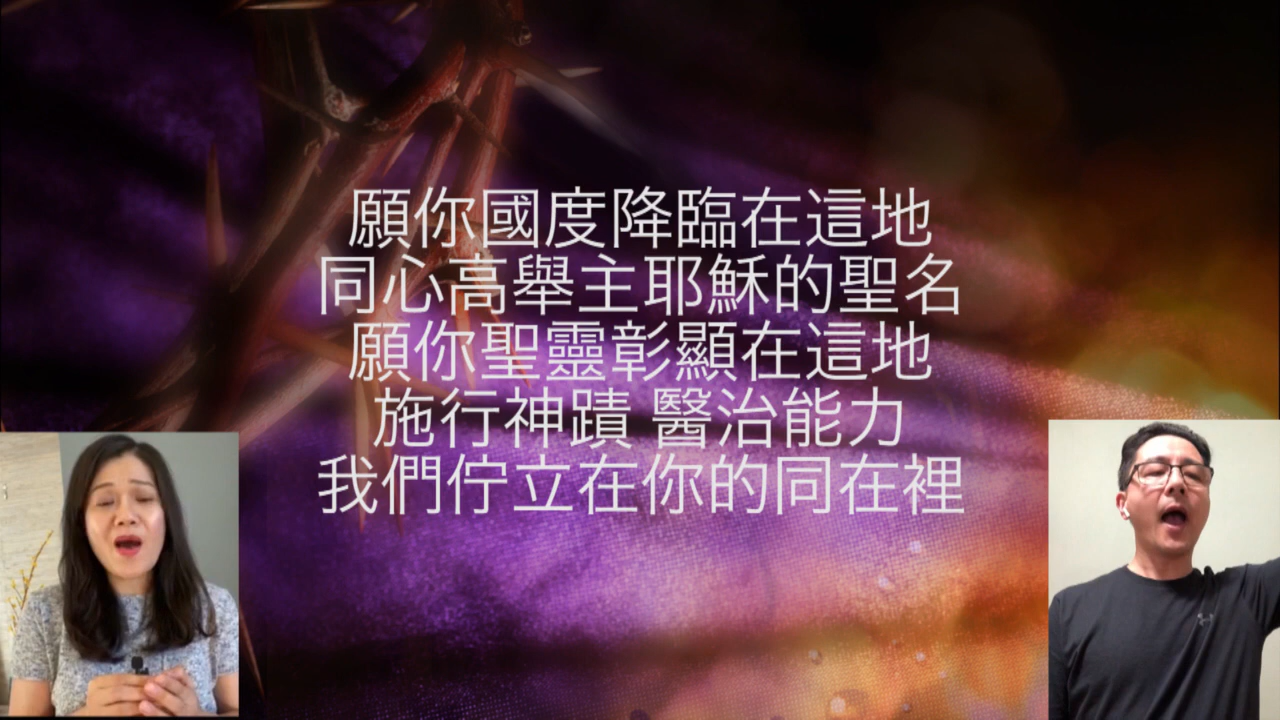 願你國度降臨在這地
同心高舉主耶穌的聖名
願你聖靈彰顯在這地
施行神蹟 醫治能力
我們佇立在你的同在裡